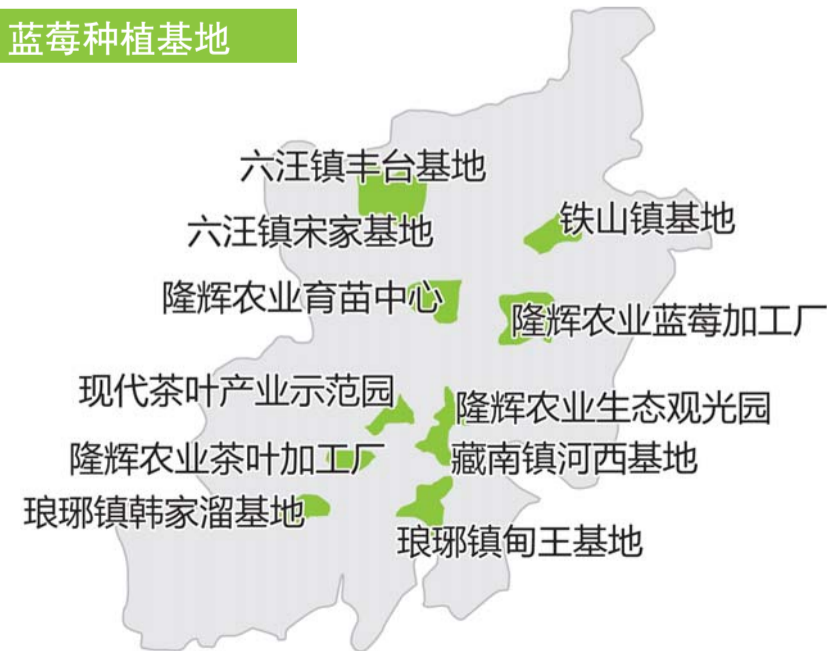 蓝莓种植基地
六汪镇丰台基地
铁山镇基地
六汪镇宋家基地
隆辉农业育苗中心
隆辉农业蓝莓加工厂
现代茶叶产业示范园
隆辉农业生态观光园
隆辉农业茶叶加工厂
藏南镇河西基地
琅琊镇韩家溜基地
琅琊镇甸王基地